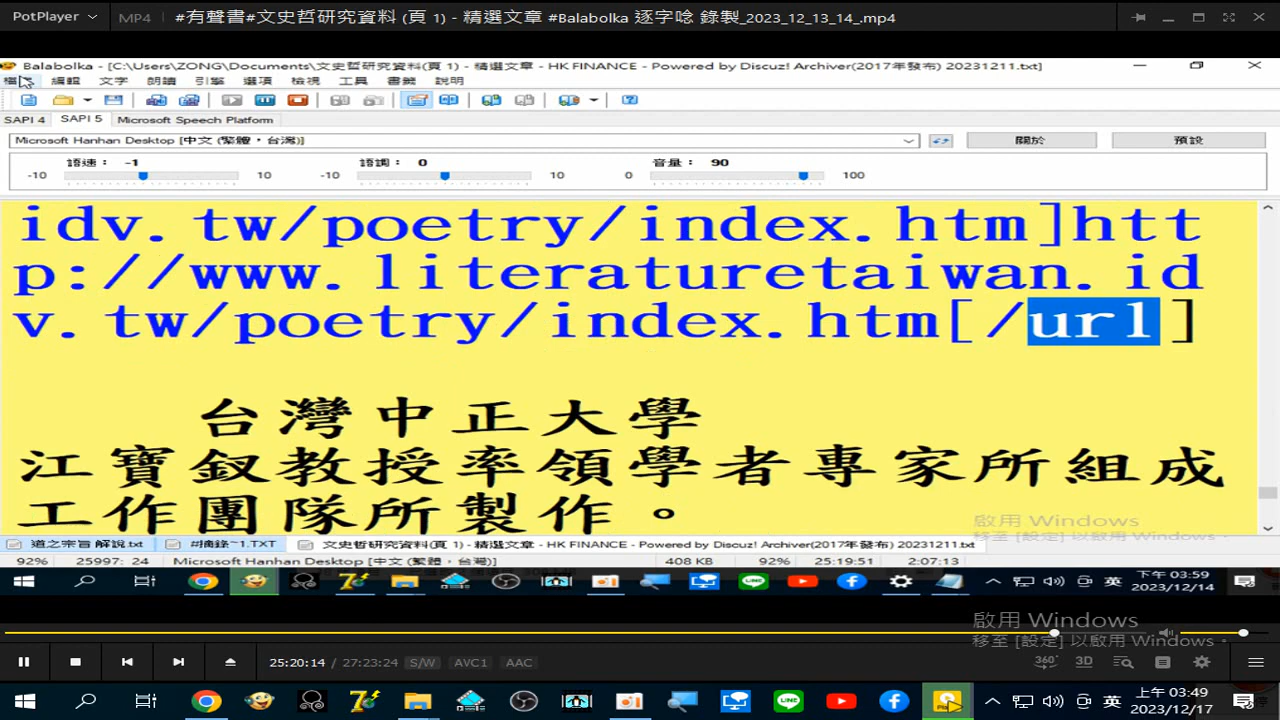 PotPlayer MP4 #有聲書#文史哲研究資料 (頁 1) - 精選文章 #Balabolka 逐字唸 錄製_2023_12_13_14_.mp4
Balabolka - [C:\Users\ZONG\Documents\文史哲研究資料(頁 1) - 精選文章 - HK FINANCE - Powered by Discuz! Archiver(2017年發布) 20231211.txt]
檔案 編輯 文字 朗讀 引擎 選項 檢視 工具 書籤 說明
SAPI 4 SAPI 5 Microsoft Speech Platform
Microsoft Hanhan Desktop [中文 (繁體，台灣)] 關於 預設
語速： -1 語調： 0 音量： 90
-10 10 -10 10 0 100
idv.tw/poetry/index.htm]htt
p://www.literaturetaiwan.id
v.tw/poetry/index.htm[/url]
台灣中正大學
江寶釵教授率領學者專家所組成
工作團隊所製作。
啟用 Windows
移至 [設定] 以啟用 Windows。
道之宗旨 解說.txt #摘錄~1.TXT 文史哲研究資料(頁 1) - 精選文章 - HK FINANCE - Powered by Discuz! Archiver(2017年發布) 20231211.txt
92% 25997: 24 Microsoft Hanhan Desktop [中文 (繁體，台灣)] 408 KB 92% 25:19:51 2:07:13
英 下午 03:59
2023/12/14
啟用 Windows
移至 [設定] 以啟用 Windows。
25:20:14 / 27:23:24 S/W AVC1 AAC 360° 3D
英 上午 03:49
2023/12/17